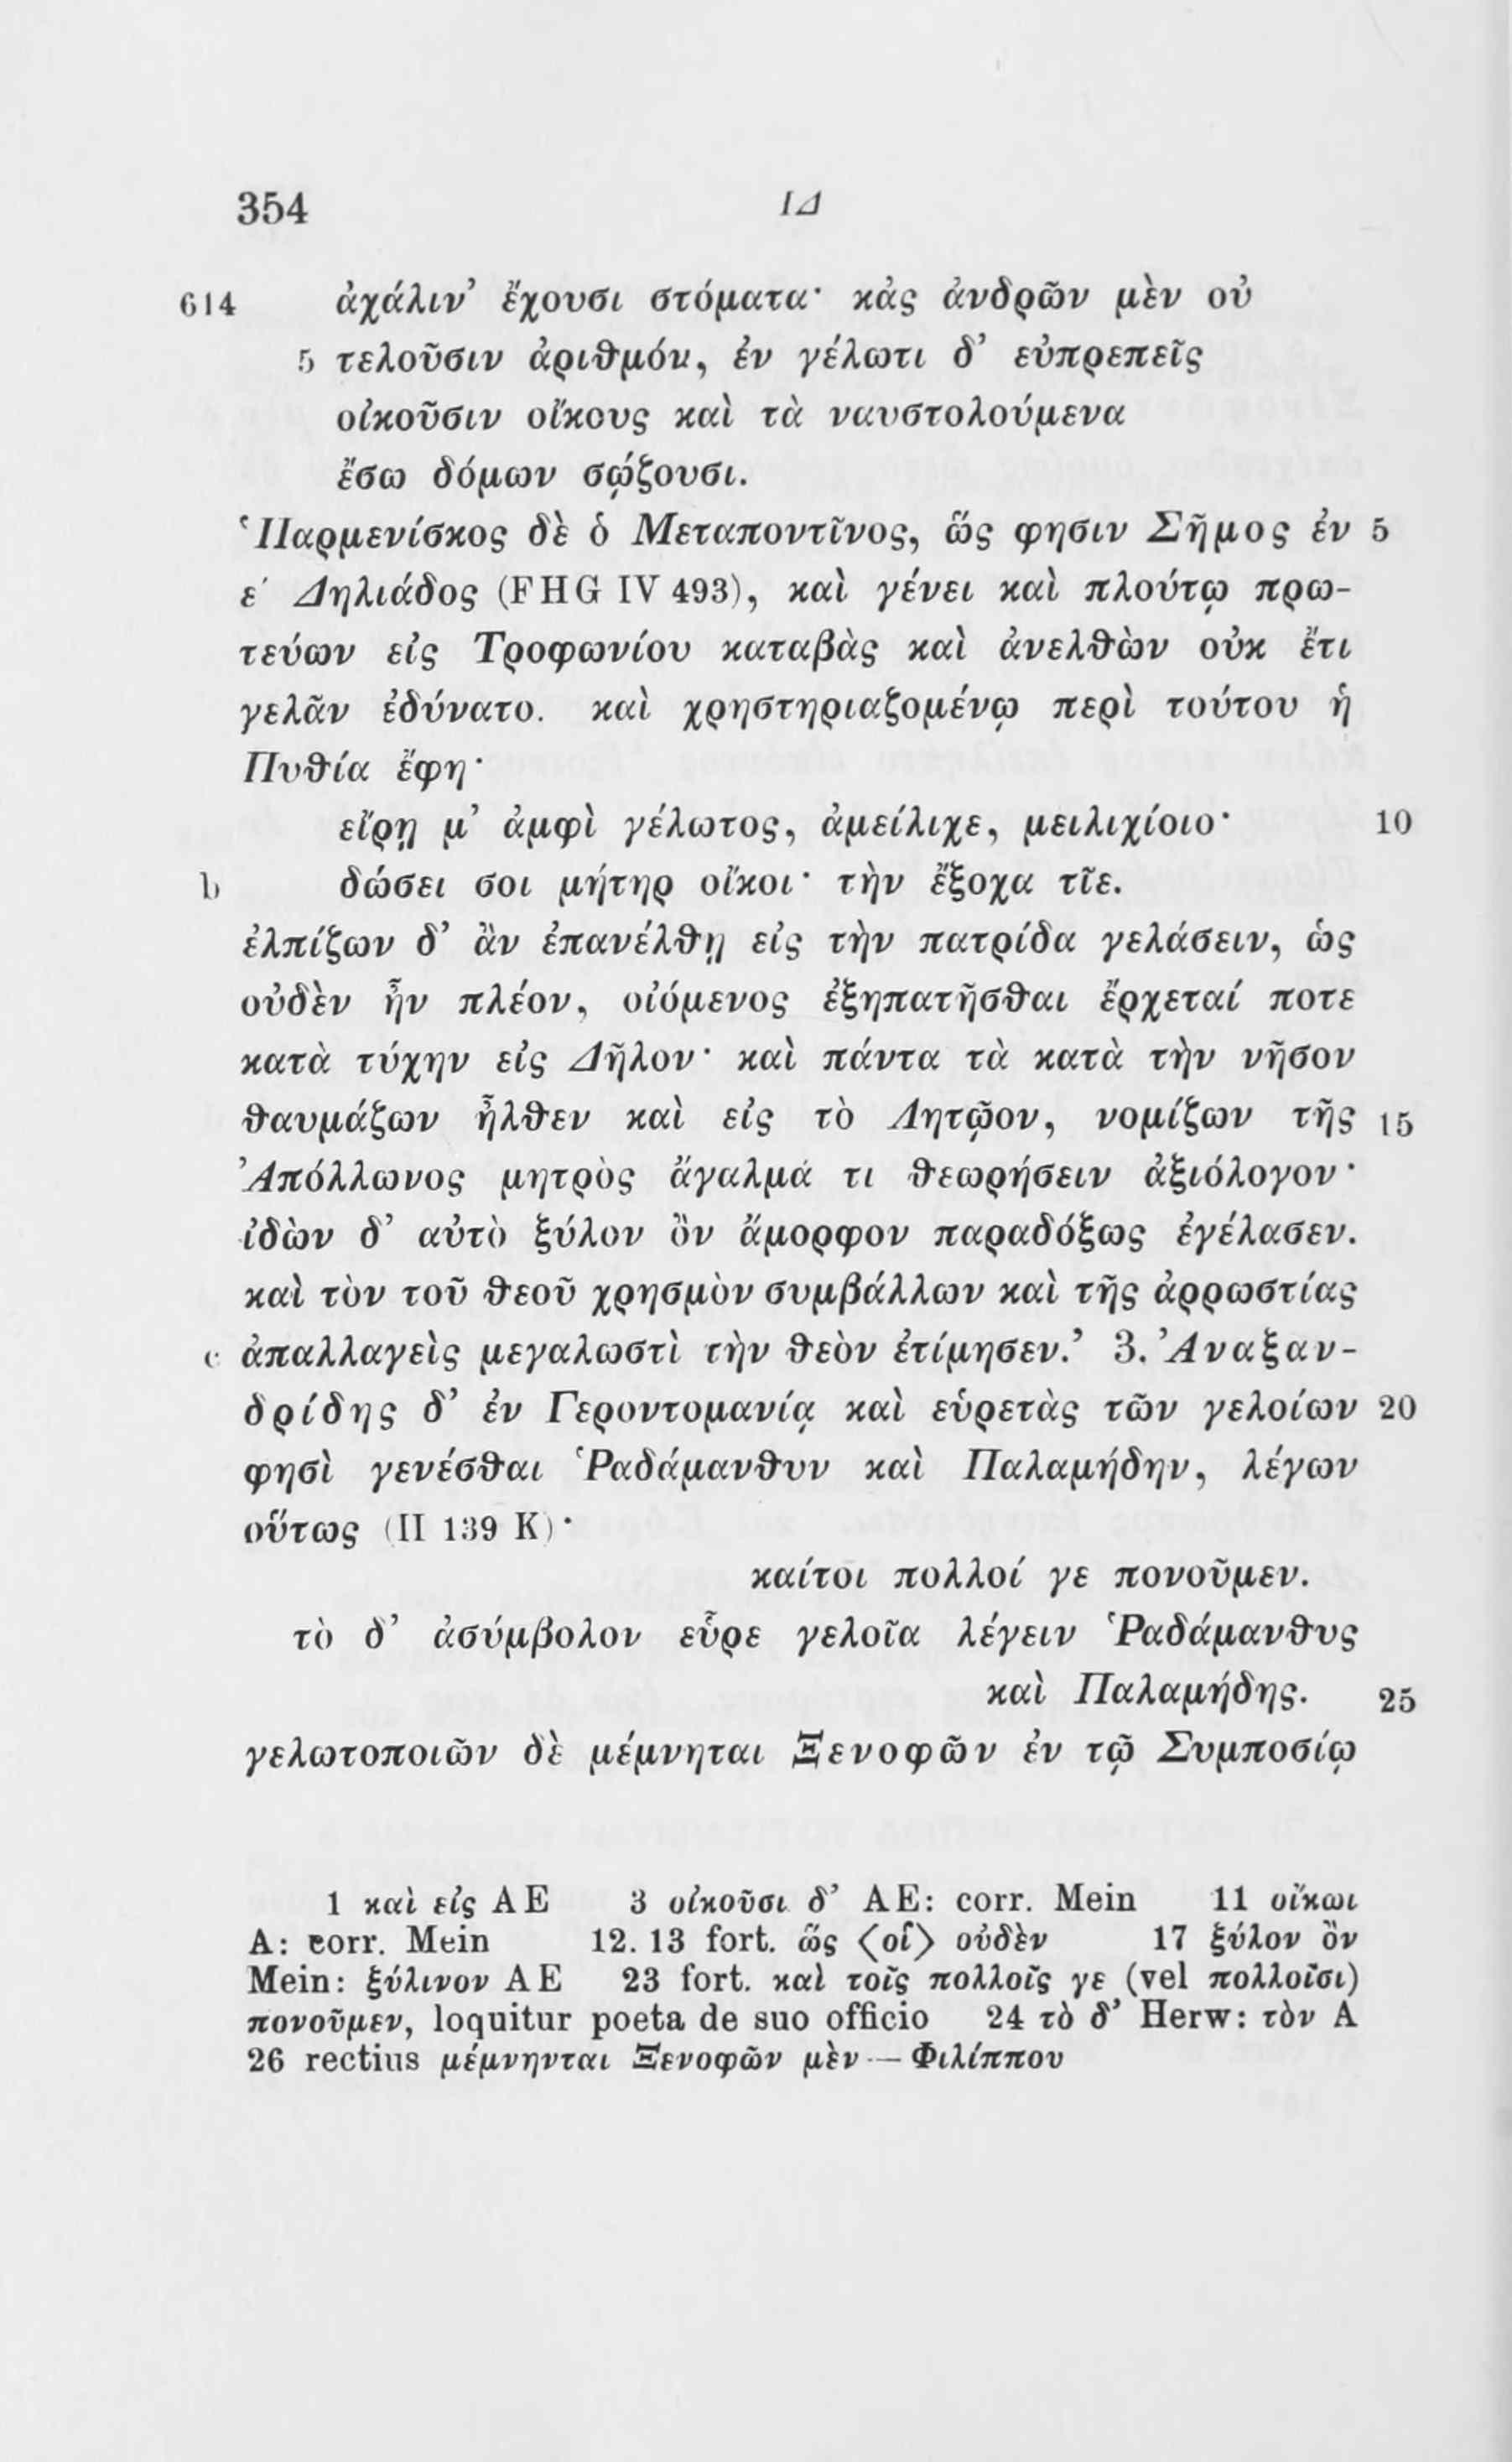 354 ΙΔ
614 ἀχάλιν’ ἔχουσι στόματα· κἀς ἀνδρῶν μὲν οὐ
5 τελοῦσιν ἀριθμόν, ἐν γέλωτι δ’ εὐπρεπεῖς
οἰκοῦσιν οἴκους καὶ τὰ ναυστολούμενα
ἔσω δόμων σῴζουσι.
‘Παρμενίσκος δὲ ὁ Μεταποντῖνος, ὥς φησιν Σῆμος ἐν 5
ε΄ Δηλιάδος (FHG IV 493), καὶ γένει καὶ πλούτῳ πρω-
τεύων εἰς Τροφωνίου καταβὰς καὶ ἀνελθὼν οὐκ ἔτι
γελᾶν ἐδύνατο. καὶ χρηστηριαζομένῳ περὶ τούτου ἡ
Πυθία ἔφη·
εἴρῃ μ’ ἀμφὶ γέλωτος, ἀμείλιχε, μειλιχίοιο· 10
b δώσει σοι μήτηρ οἴκοι· τὴν ἔξοχα τῖε.
ἐλπίζων δ’ ἂν ἐπανέλθῃ εἰς τὴν πατρίδα γελάσειν, ὡς
οὐδὲν ἦν πλέον, οἰόμενος ἐξηπατῆσθαι ἔρχεταί ποτε
κατὰ τύχην εἰς Δῆλον· καὶ πάντα τὰ κατὰ τὴν νῆσον
θαυμάζων ἦλθεν καὶ εἰς τὸ Λητῷον, νομίζων τῆς 15
Ἀπόλλωνος μητρὸς ἄγαλμά τι θεωρήσειν ἀξιόλογον·
ἰδὼν δ’ αὐτὸ ξύλον ὂν ἄμορφον παραδόξως ἐγέλασεν.
καὶ τὸν τοῦ θεοῦ χρησμὸν συμβάλλων καὶ τῆς ἀρρωστίας
c ἀπαλλαγεὶς μεγαλωστὶ τὴν θεὸν ἐτίμησεν.’ 3. Ἀναξαν-
δρίδης δ’ ἐν Γεροντομανίᾳ καὶ εὑρετὰς τῶν γελοίων 20
φησὶ γενέσθαι Ῥαδάμανθυν καὶ Παλαμήδην, λέγων
οὕτως (II 139 K)·
καίτοι πολλοί γε πονοῦμεν.
τὸ δ’ ἀσύμβολον εὗρε γελοῖα λέγειν Ῥαδάμανθυς
καὶ Παλαμήδης. 25
γελωτοποιῶν δὲ μέμνηται Ξενοφῶν ἐν τῷ Συμποσίῳ
1 καὶ εἰς AE 3 οἰκοῦσι δ’ AE: corr. Mein 11 οἴκωι
A: corr. Mein 12. 13 fort. ὥς ⟨οἱ⟩ οὐδὲν 17 ξύλον ὂν
Mein: ξύλινον AE 23 fort. καὶ τοῖς πολλοῖς γε (vel πολλοῖσι)
πονοῦμεν, loquitur poeta de suo officio 24 τὸ δ’ Herw: τὸν A
26 rectius μέμνηνται Ξενοφῶν μὲν — Φιλίππου